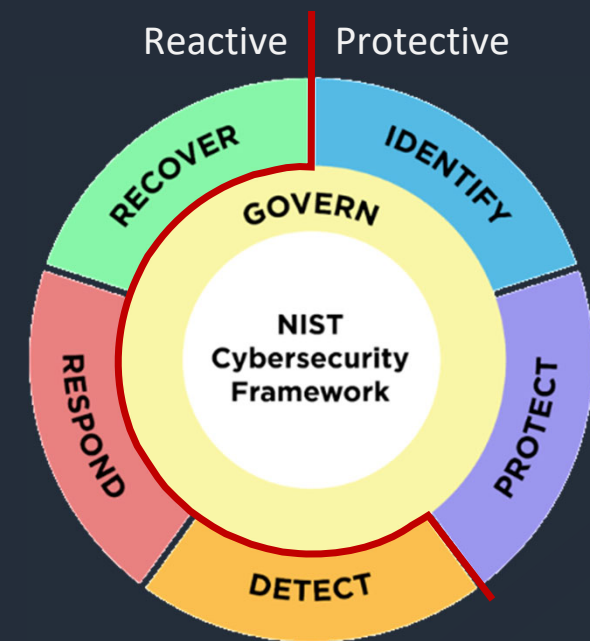 Reactive
Protective
RECOVER
IDENTIFY
GOVERN
NIST
Cybersecurity
Framework
RESPOND
PROTECT
DETECT